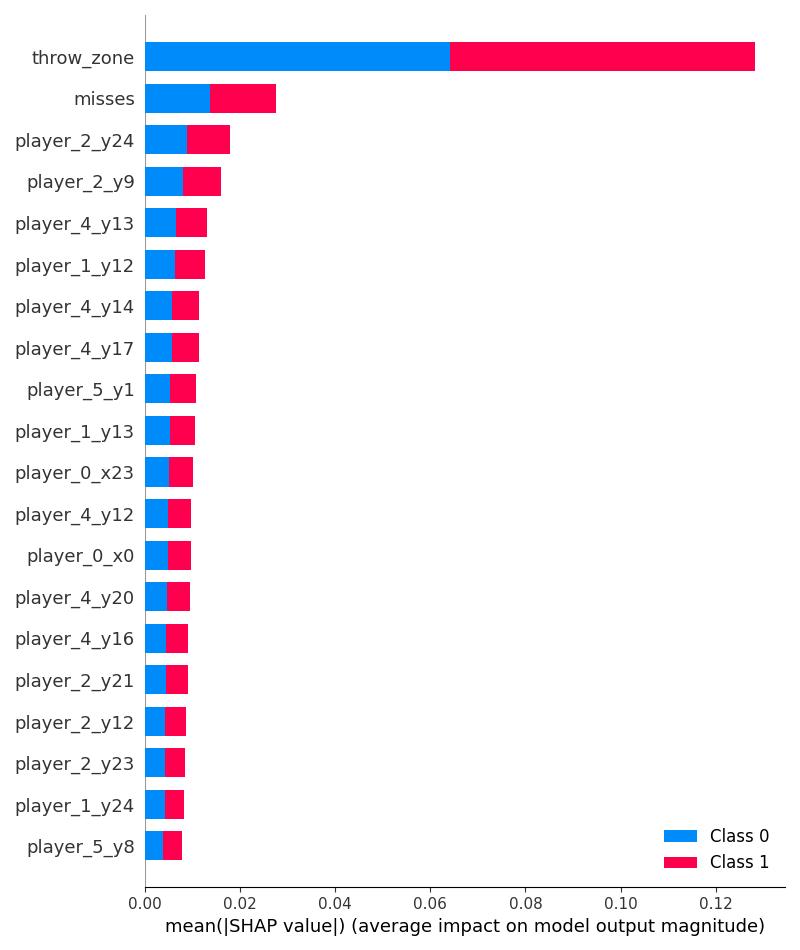 throw_zone
misses
player_2_y24
player_2_y9
player_4_y13
player_1_y12
player_4_y14
player_4_y17
player_5_y1
player_1_y13
player_0_x23
player_4_y12
player_0_x0
player_4_y20
player_4_y16
player_2_y21
player_2_y12
player_2_y23
player_1_y24
player_5_y8
Class 0
Class 1
0.00 0.02 0.04 0.06 0.08 0.10 0.12
mean(|SHAP value|) (average impact on model output magnitude)